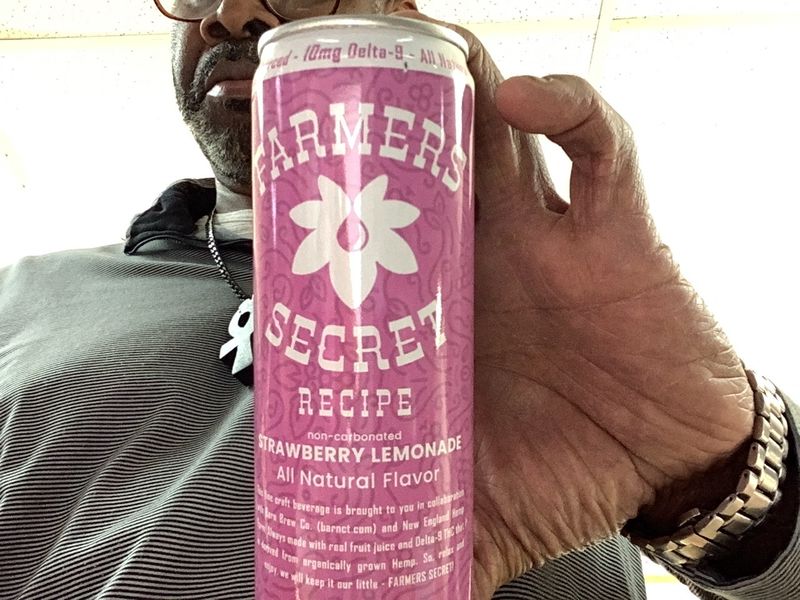 10mg Delta-9 - All
FARMERS
SECRET
RECIPE
non-carbonated
STRAWBERRY LEMONADE
All Natural Flavor
craft beverage is brought to you in collaboration
Brew Co. (barnct.com) and New England Hemp
Always made with real fruit juice and Delta-9 THC
derived from organically grown Hemp. So, relax and
enjoy, we will keep it our little - FARMERS SECRET!